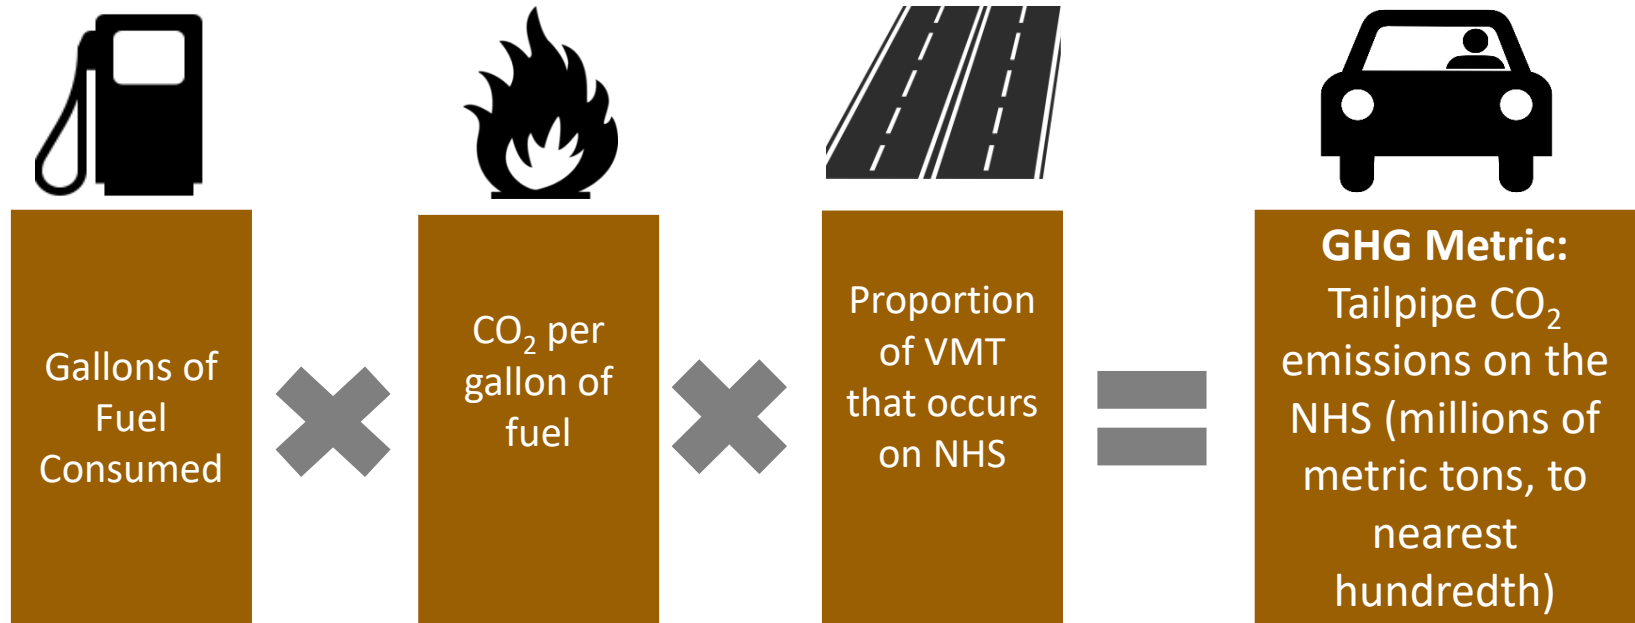 Gallons of
Fuel
Consumed
CO₂ per
gallon of
fuel
Proportion
of VMT
that occurs
on NHS
GHG Metric:
Tailpipe CO₂
emissions on the
NHS (millions of
metric tons, to
nearest
hundredth)